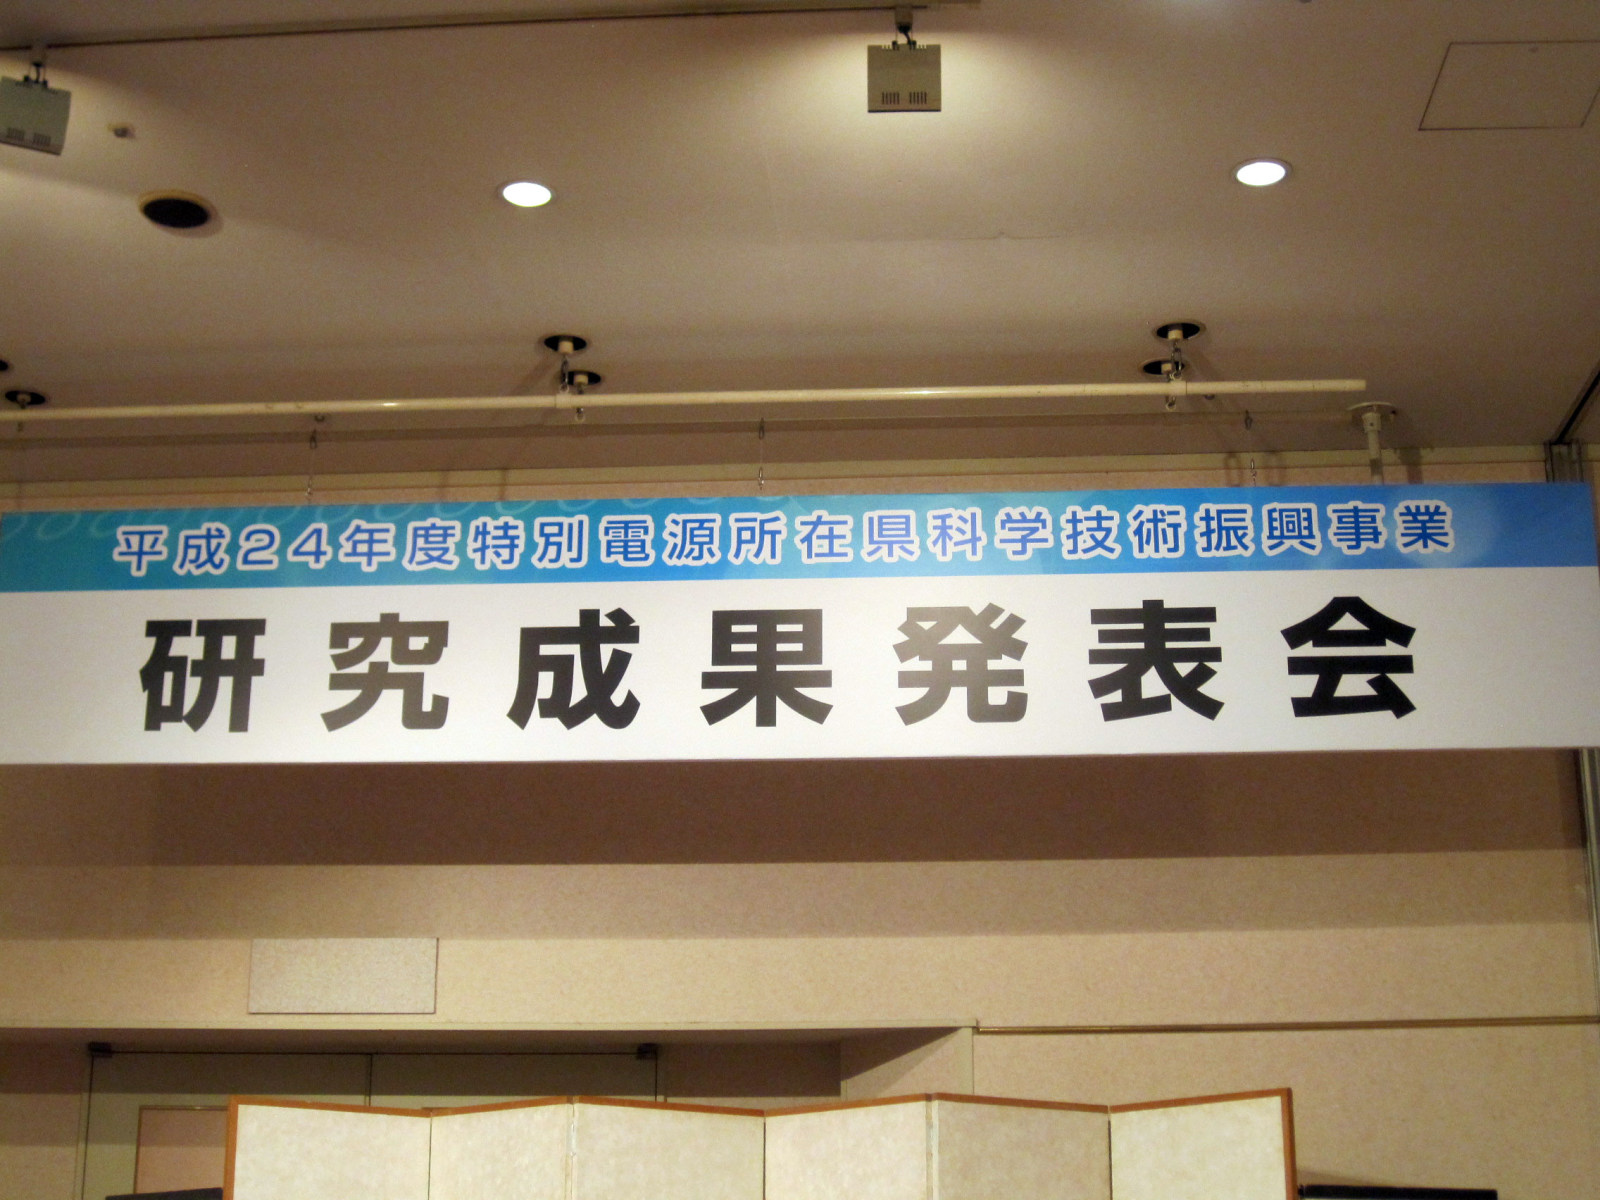 平成24年度特別電源所在県科学技術振興事業
研究成果発表会